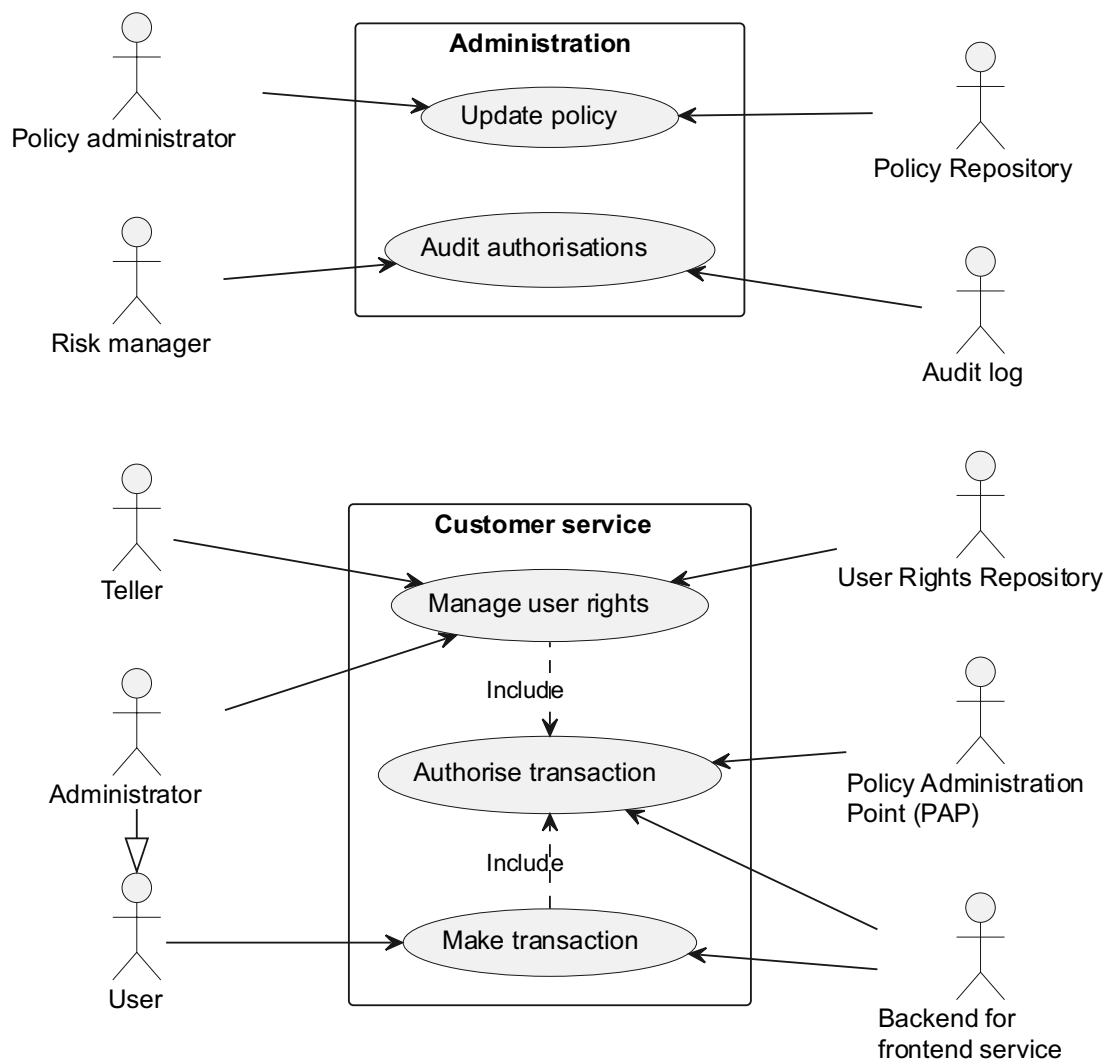 Administration
Policy administrator
Update policy
Policy Repository
Risk manager
Audit authorisations
Audit log
Customer service
Teller
Manage user rights
User Rights Repository
Include
Administrator
Authorise transaction
Policy Administration
Point (PAP)
Include
User
Make transaction
Backend for
frontend service